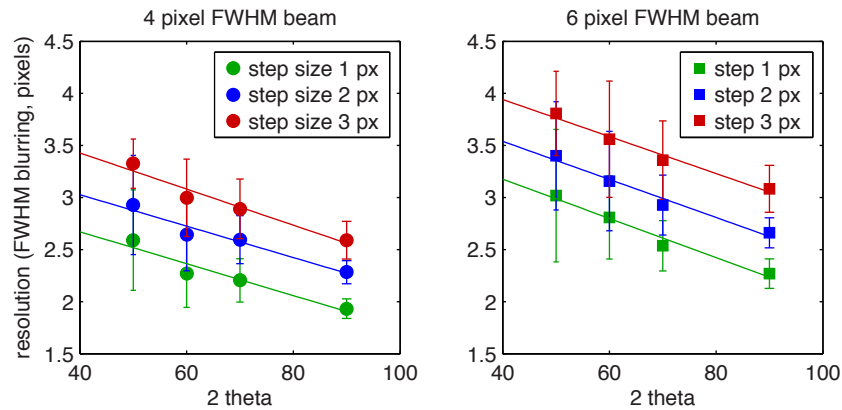 4 pixel FWHM beam
resolution (FWHM blurring, pixels)
4.5
4
3.5
3
2.5
2
1.5
step size 1 px
step size 2 px
step size 3 px
40 60 80 100
2 theta
6 pixel FWHM beam
4.5
4
3.5
3
2.5
2
1.5
step 1 px
step 2 px
step 3 px
40 60 80 100
2 theta